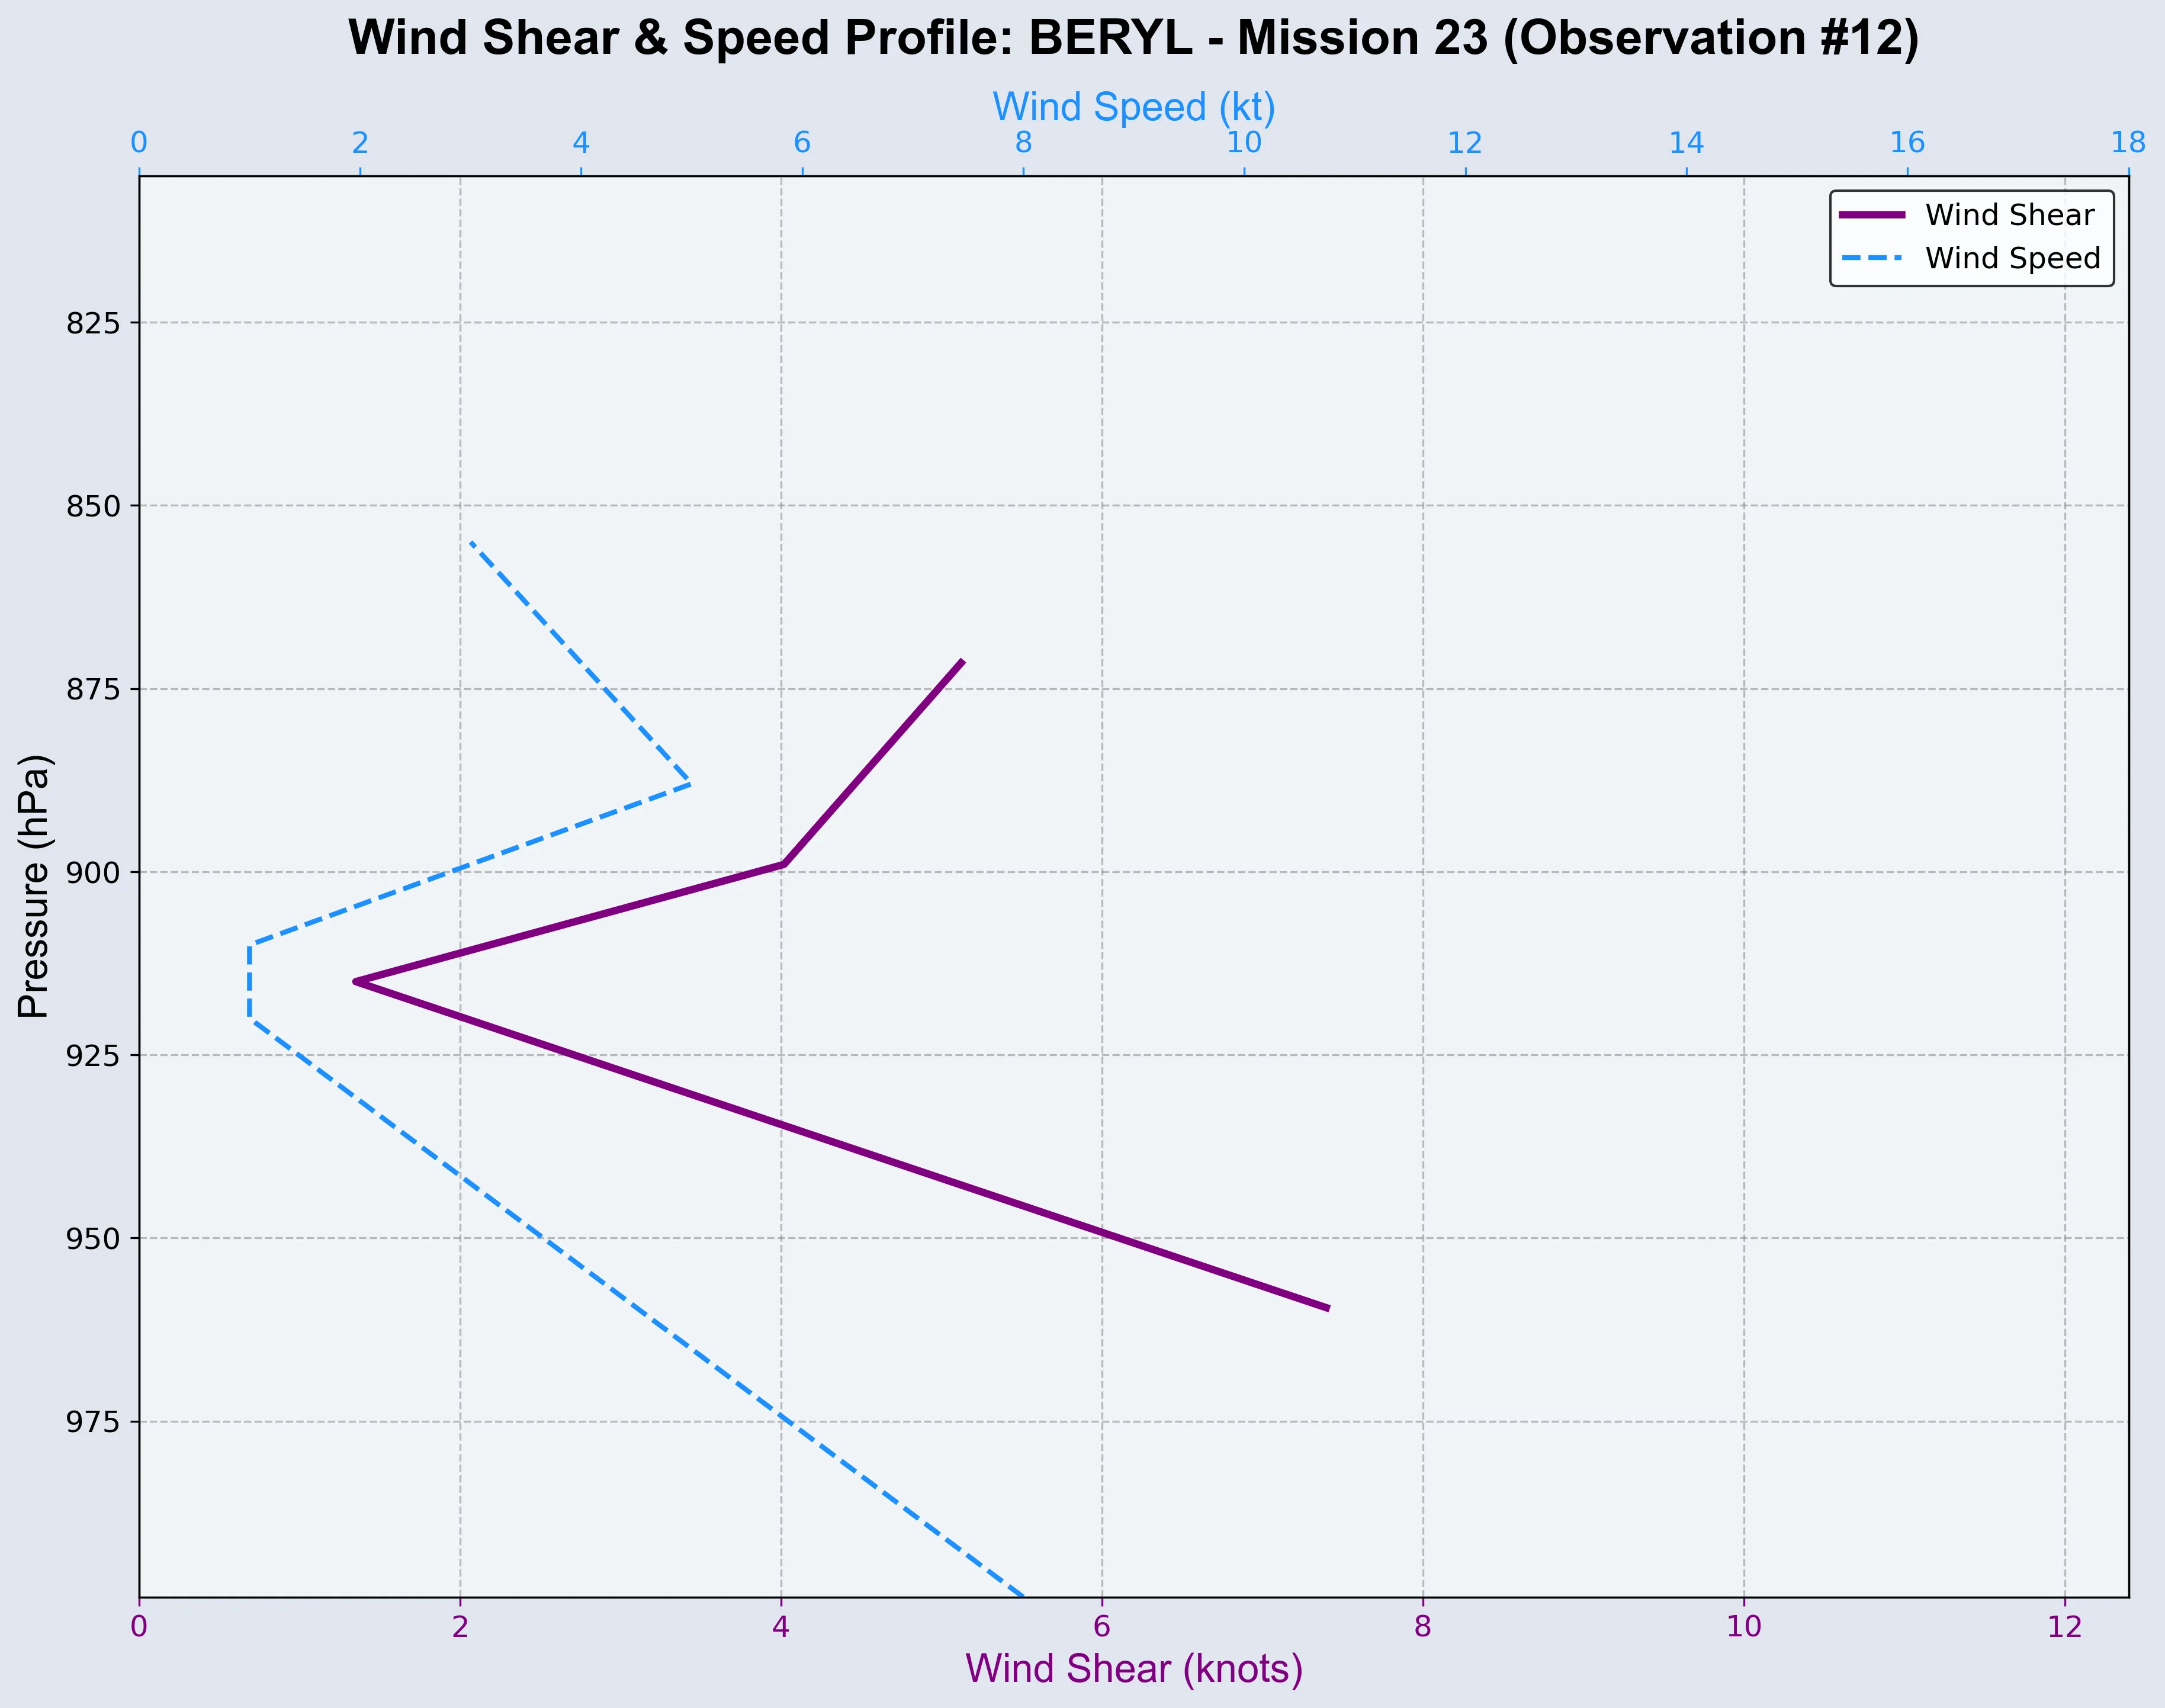 Wind Shear & Speed Profile: BERYL - Mission 23 (Observation #12)
Wind Speed (kt)
0 2 4 6 8 10 12 14 16 18
Wind Shear
Wind Speed
825
850
875
900
925
950
975
Pressure (hPa)
0 2 4 6 8 10 12
Wind Shear (knots)